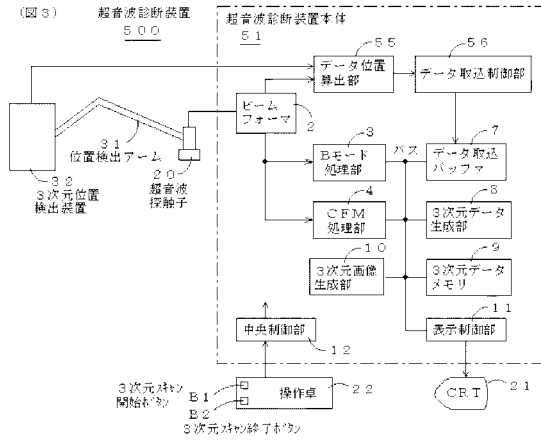 (図3)
超音波診断装置
500
超音波診断装置本体
51
55
データ位置
算出部
56
データ取込制御部
ビーム
フォーマ
2
31
位置検出アーム
20
超音波
探触子
32
3次元位置
検出装置
3
Bモード
処理部
バス
7
データ取込
バッファ
4
CFM
処理部
8
3次元データ
生成部
10
3次元画像
生成部
9
3次元データ
メモリ
11
表示制御部
中央制御部
12
3次元スキャン
開始ボタン
B1
B2
操作卓
22
3次元スキャン終了ボタン
CRT
21